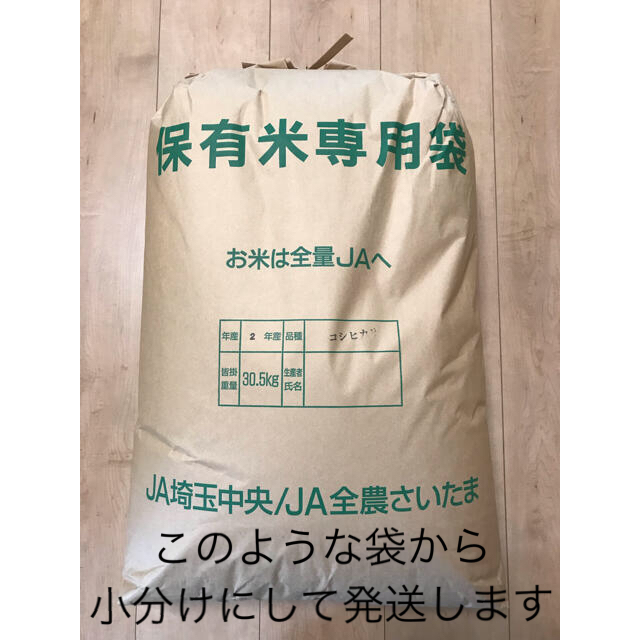 保有米専用袋
お米は全量JAへ
年産 2 年産 品種 コシヒカリ
皆掛重量 30.5kg 生産者氏名
JA埼玉中央/JA全農さいたま
このような袋から
小分けにして発送します